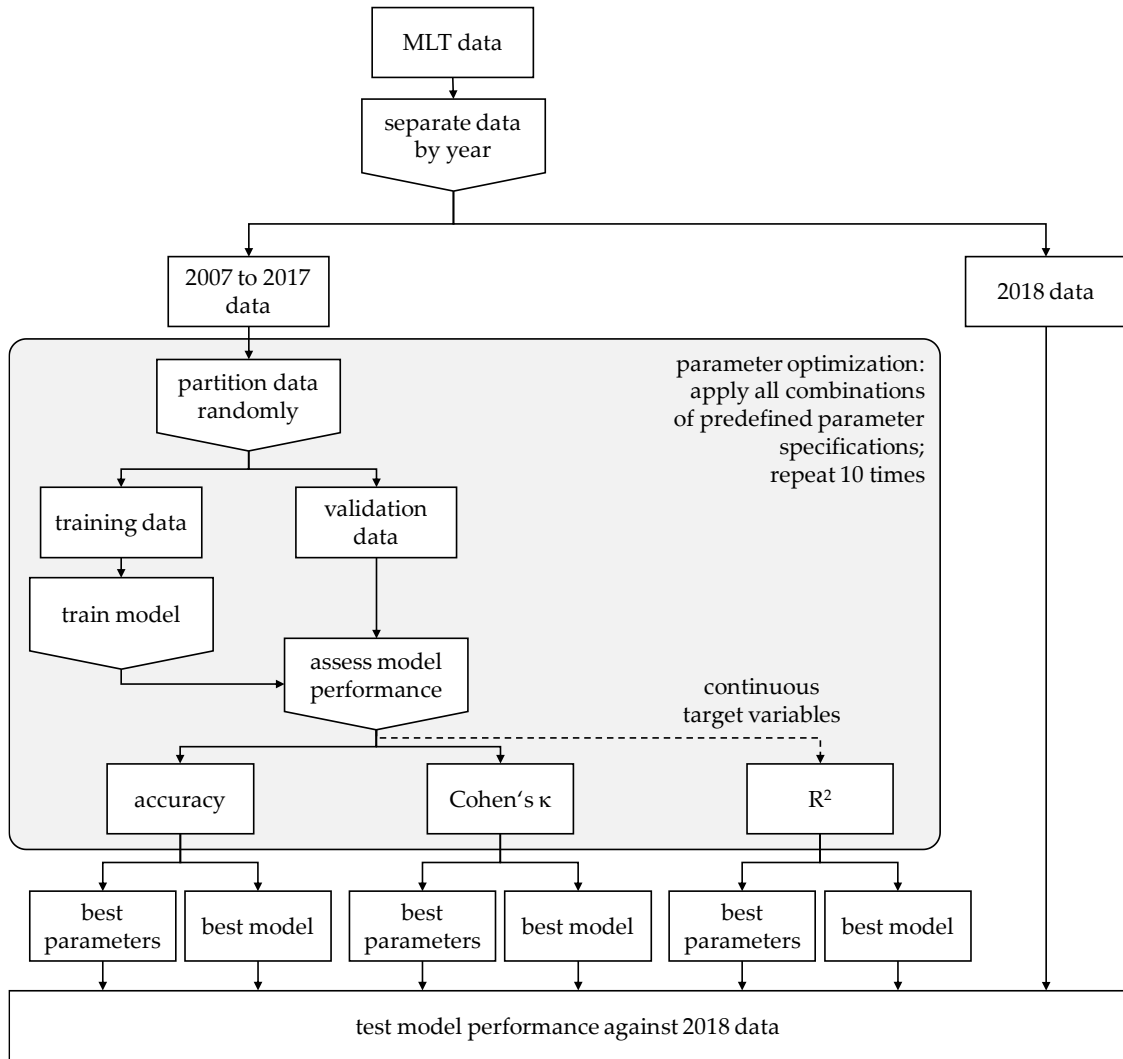 MLT data
separate data
by year
2007 to 2017
data
2018 data
partition data
randomly
parameter optimization:
apply all combinations
of predefined parameter
specifications;
repeat 10 times
training data
validation
data
train model
assess model
performance
continuous
target variables
accuracy
Cohen‘s κ
R²
best
parameters
best model
best
parameters
best model
best
parameters
best model
test model performance against 2018 data